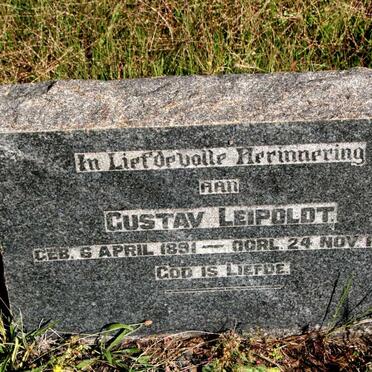 In Liefdevolle Herinnering
AAN
GUSTAV LEIPOLDT.
GEB. 6 APRIL 1891 — OORL. 24 NOV
GOD IS LIEFDE.